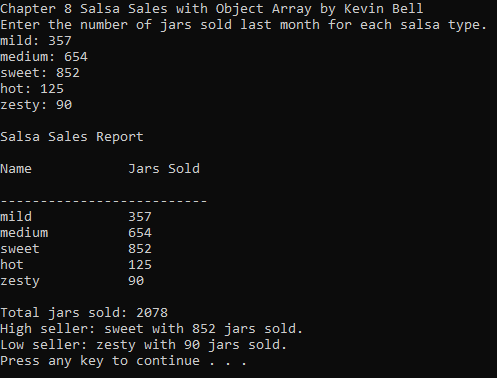 Chapter 8 Salsa Sales with Object Array by Kevin Bell
Enter the number of jars sold last month for each salsa type.
mild: 357
medium: 654
sweet: 852
hot: 125
zesty: 90
Salsa Sales Report
Name Jars Sold
--------------------------
mild 357
medium 654
sweet 852
hot 125
zesty 90
Total jars sold: 2078
High seller: sweet with 852 jars sold.
Low seller: zesty with 90 jars sold.
Press any key to continue . . .